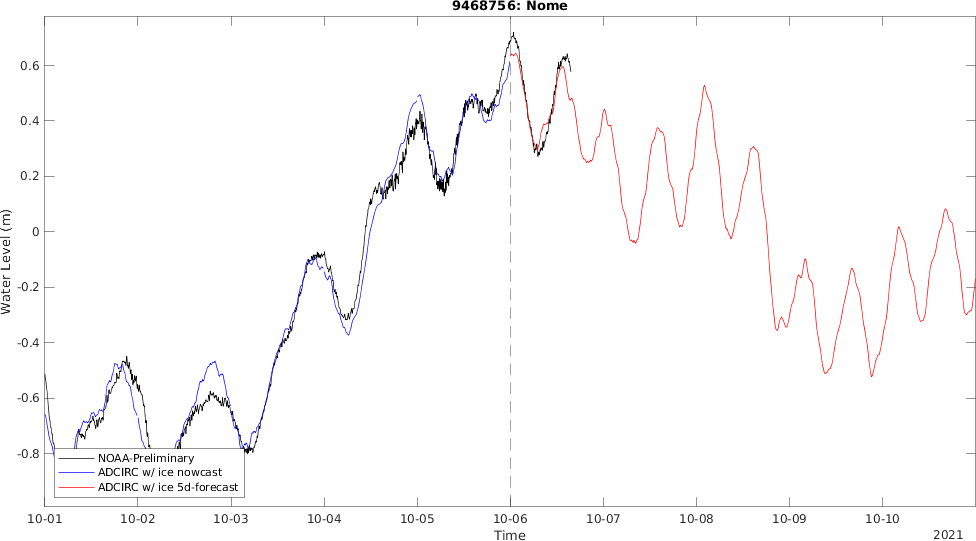 9468756: Nome
Water Level (m)
0.6
0.4
0.2
0
-0.2
-0.4
-0.6
-0.8
NOAA-Preliminary
ADCIRC w/ ice nowcast
ADCIRC w/ ice 5d-forecast
10-01 10-02 10-03 10-04 10-05 10-06 10-07 10-08 10-09 10-10
Time
2021